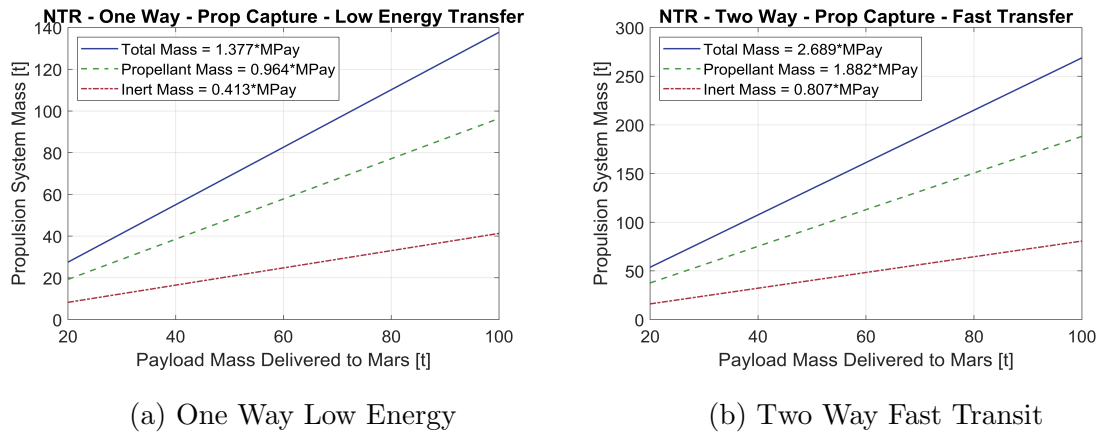 NTR - One Way - Prop Capture - Low Energy Transfer
140
120
100
80
60
40
20
0
Propulsion System Mass [t]
Total Mass = 1.377*MPay
Propellant Mass = 0.964*MPay
Inert Mass = 0.413*MPay
20 40 60 80 100
Payload Mass Delivered to Mars [t]
(a) One Way Low Energy
NTR - Two Way - Prop Capture - Fast Transfer
300
250
200
150
100
50
0
Propulsion System Mass [t]
Total Mass = 2.689*MPay
Propellant Mass = 1.882*MPay
Inert Mass = 0.807*MPay
20 40 60 80 100
Payload Mass Delivered to Mars [t]
(b) Two Way Fast Transit